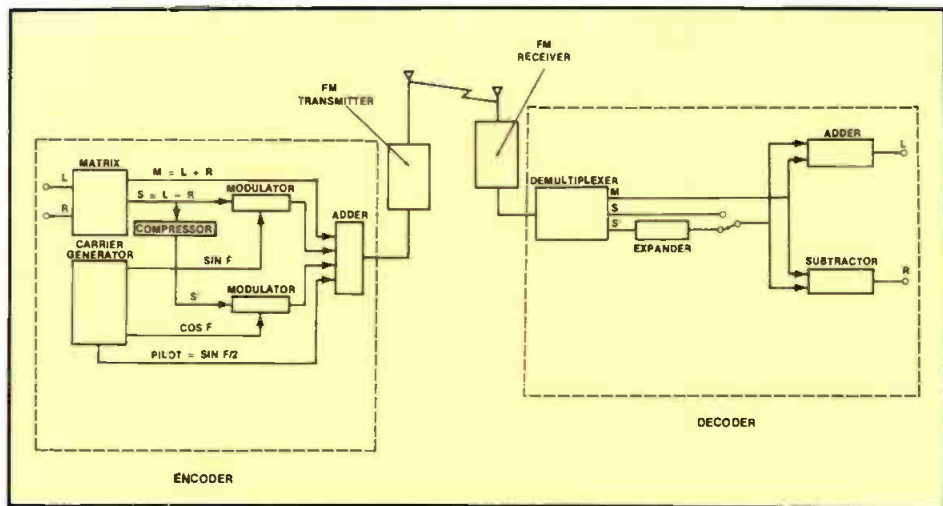 FM
RECEIVER
FM
TRANSMITTER
MATRIX
L
R
M = L + R
S = L - R
MODULATOR
COMPRESSOR
CARRIER
GENERATOR
SIN F
S'
MODULATOR
COS F
PILOT = SIN F/2
ADDER
ENCODER
DEMULTIPLEXER
M
S
S'
EXPANDER
ADDER
L
SUBTRACTOR
R
DECODER